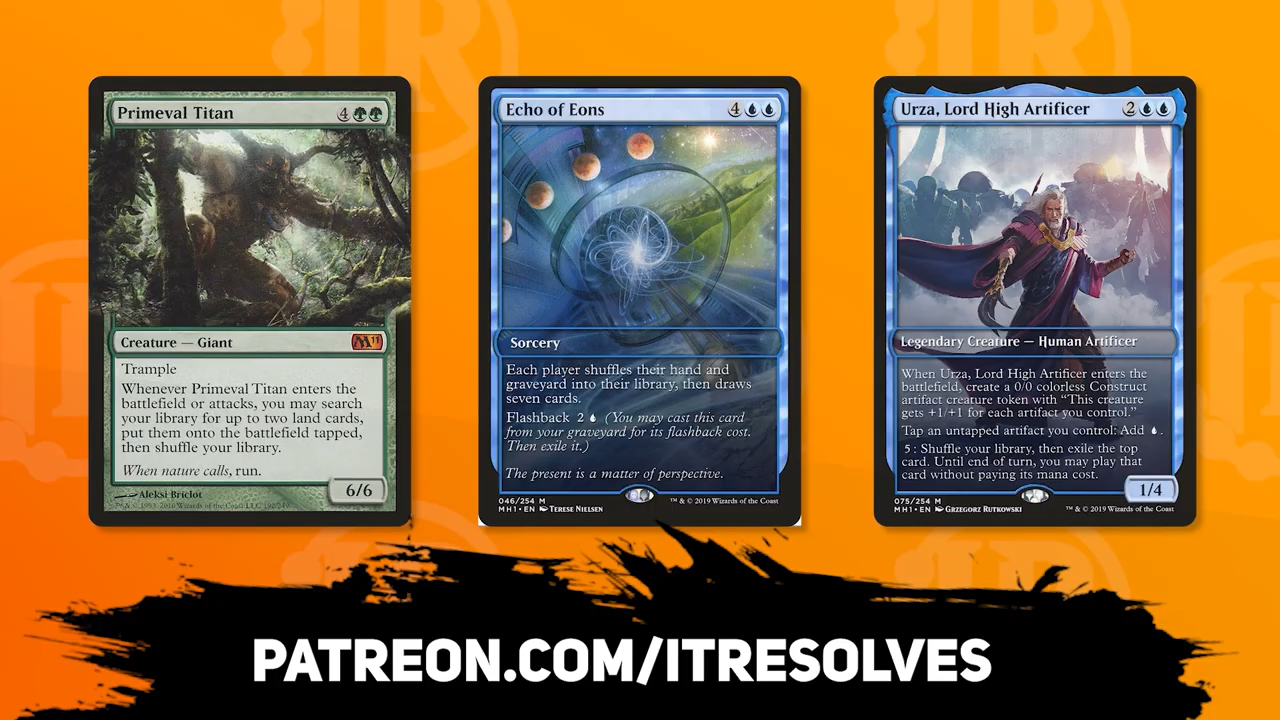 Primeval Titan 4
Creature — Giant
M11
Trample
Whenever Primeval Titan enters the
battlefield or attacks, you may search
your library for up to two land cards,
put them onto the battlefield tapped,
then shuffle your library.
When nature calls, run.
Aleksi Briclot
6/6
Echo of Eons 4
Sorcery
Each player shuffles their hand and
graveyard into their library, then draws
seven cards.
Flashback 2 (You may cast this card
from your graveyard for its flashback cost.
Then exile it.)
The present is a matter of perspective.
046/254 M
MH1 • EN Terese Nielsen
™ & © 2019 Wizards of the Coast
Urza, Lord High Artificer 2
Legendary Creature — Human Artificer
When Urza, Lord High Artificer enters the
battlefield, create a 0/0 colorless Construct
artifact creature token with “This creature
gets +1/+1 for each artifact you control.”
Tap an untapped artifact you control: Add .
5: Shuffle your library, then exile the top
card. Until end of turn, you may play that
card without paying its mana cost.
1/4
075/254 M
MH1 • EN Grzegorz Rutkowski
™ & © 2019 Wizards of the Coast
PATREON.COM/ITRESOLVES